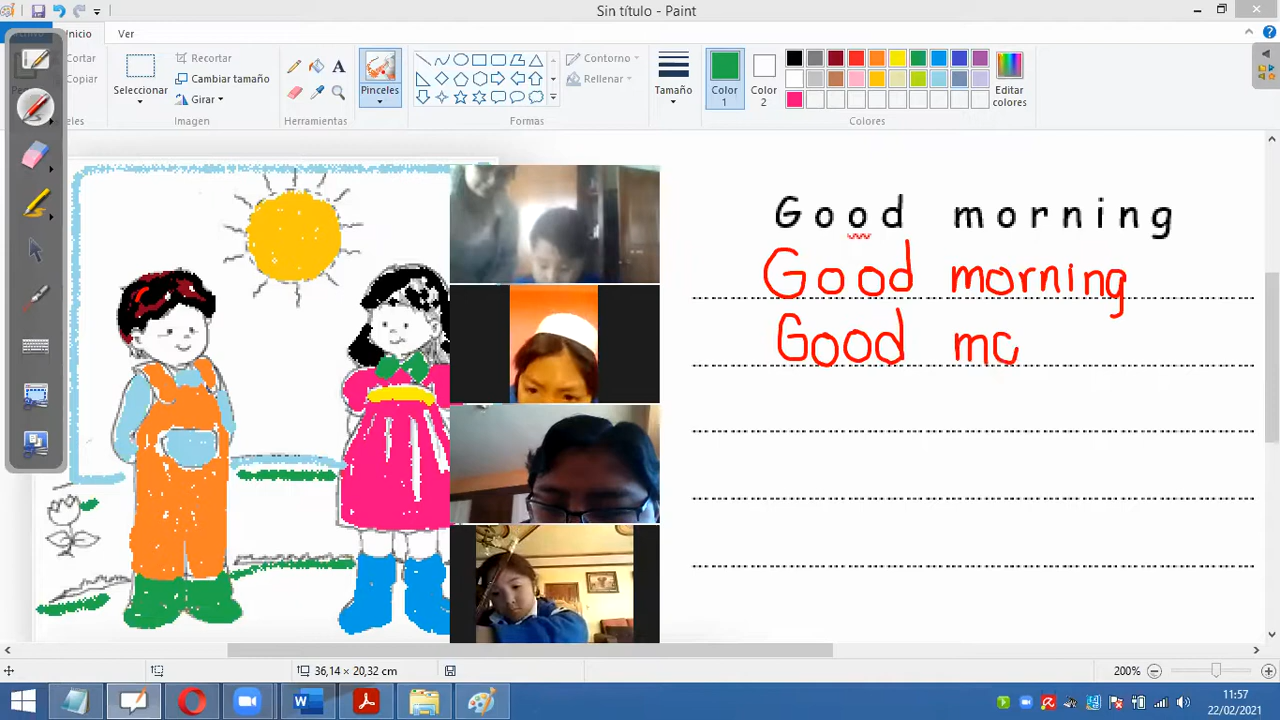 Sin título - Paint
Inicio
Ver
Cortar
Copiar
Seleccionar
Recortar
Cambiar tamaño
Girar
Imagen
Herramientas
Pinceles
Contorno
Rellenar
Formas
Tamaño
Color 1
Color 2
Editar colores
Colores
Good morning
Good morning
Good mo
36,14 × 20,32 cm
200%
11:57
22/02/2021